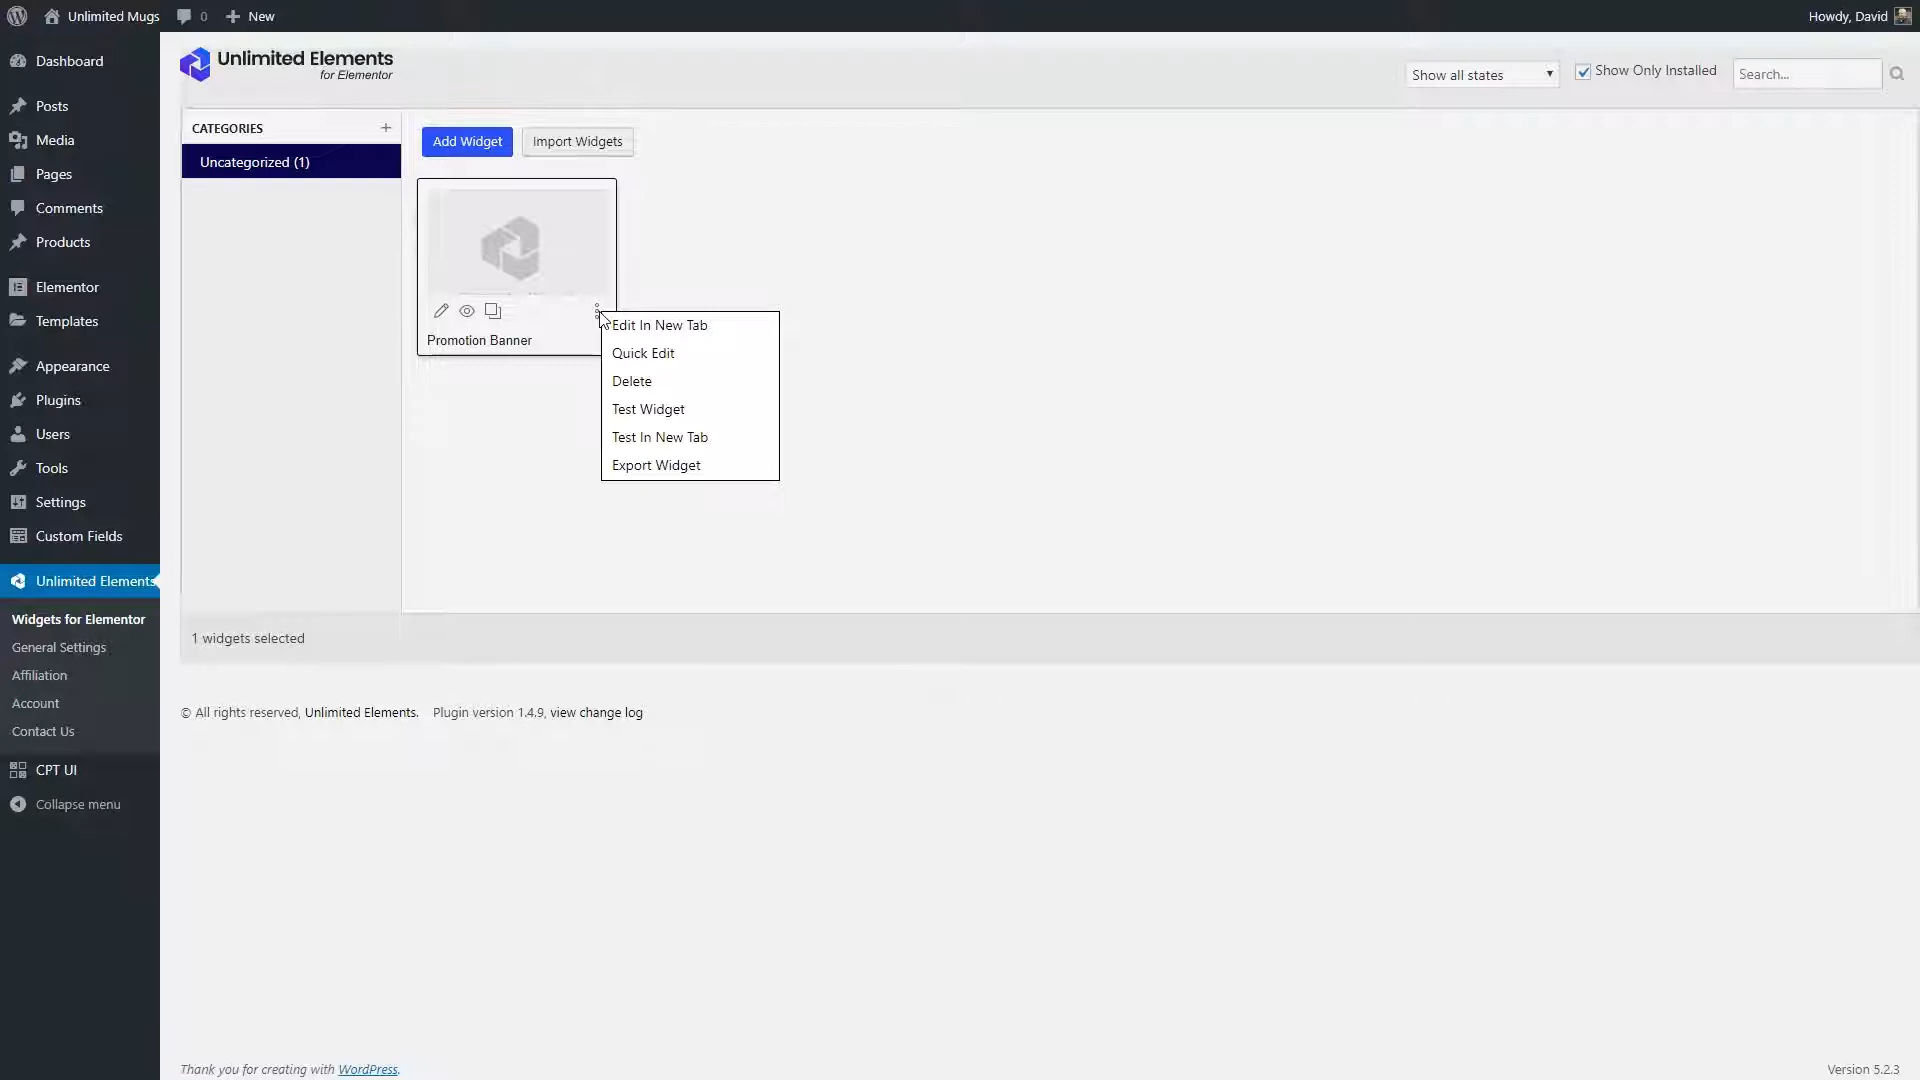 Unlimited Mugs
0
New
Howdy, David
Dashboard
Posts
Media
Pages
Comments
Products
Elementor
Templates
Appearance
Plugins
Users
Tools
Settings
Custom Fields
Unlimited Elements
Widgets for Elementor
General Settings
Affiliation
Account
Contact Us
CPT UI
Collapse menu
Unlimited Elements
for Elementor
Show all states
Show Only Installed
Search...
CATEGORIES
Uncategorized (1)
Add Widget
Import Widgets
Promotion Banner
Edit In New Tab
Quick Edit
Delete
Test Widget
Test In New Tab
Export Widget
1 widgets selected
© All rights reserved, Unlimited Elements. Plugin version 1.4.9, view change log
Thank you for creating with WordPress.
Version 5.2.3